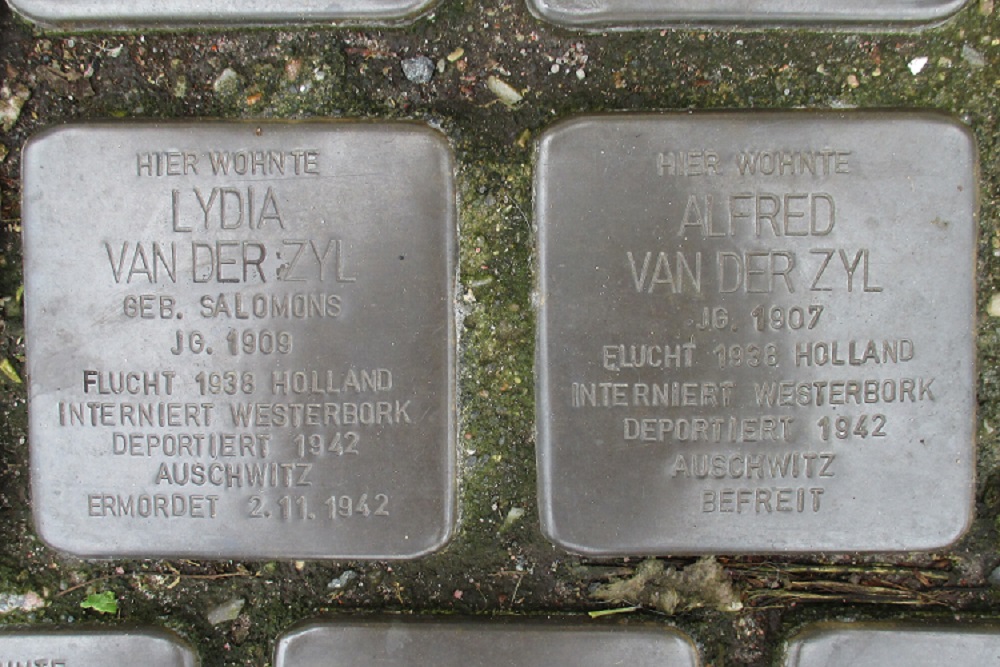 HIER WOHNTE
LYDIA
VAN DER ZYL
GEB. SALOMONS
JG. 1909
FLUCHT 1938 HOLLAND
INTERNIERT WESTERBORK
DEPORTIERT 1942
AUSCHWITZ
ERMORDET 2.11.1942
HIER WOHNTE
ALFRED
VAN DER ZYL
JG. 1907
FLUCHT 1938 HOLLAND
INTERNIERT WESTERBORK
DEPORTIERT 1942
AUSCHWITZ
BEFREIT